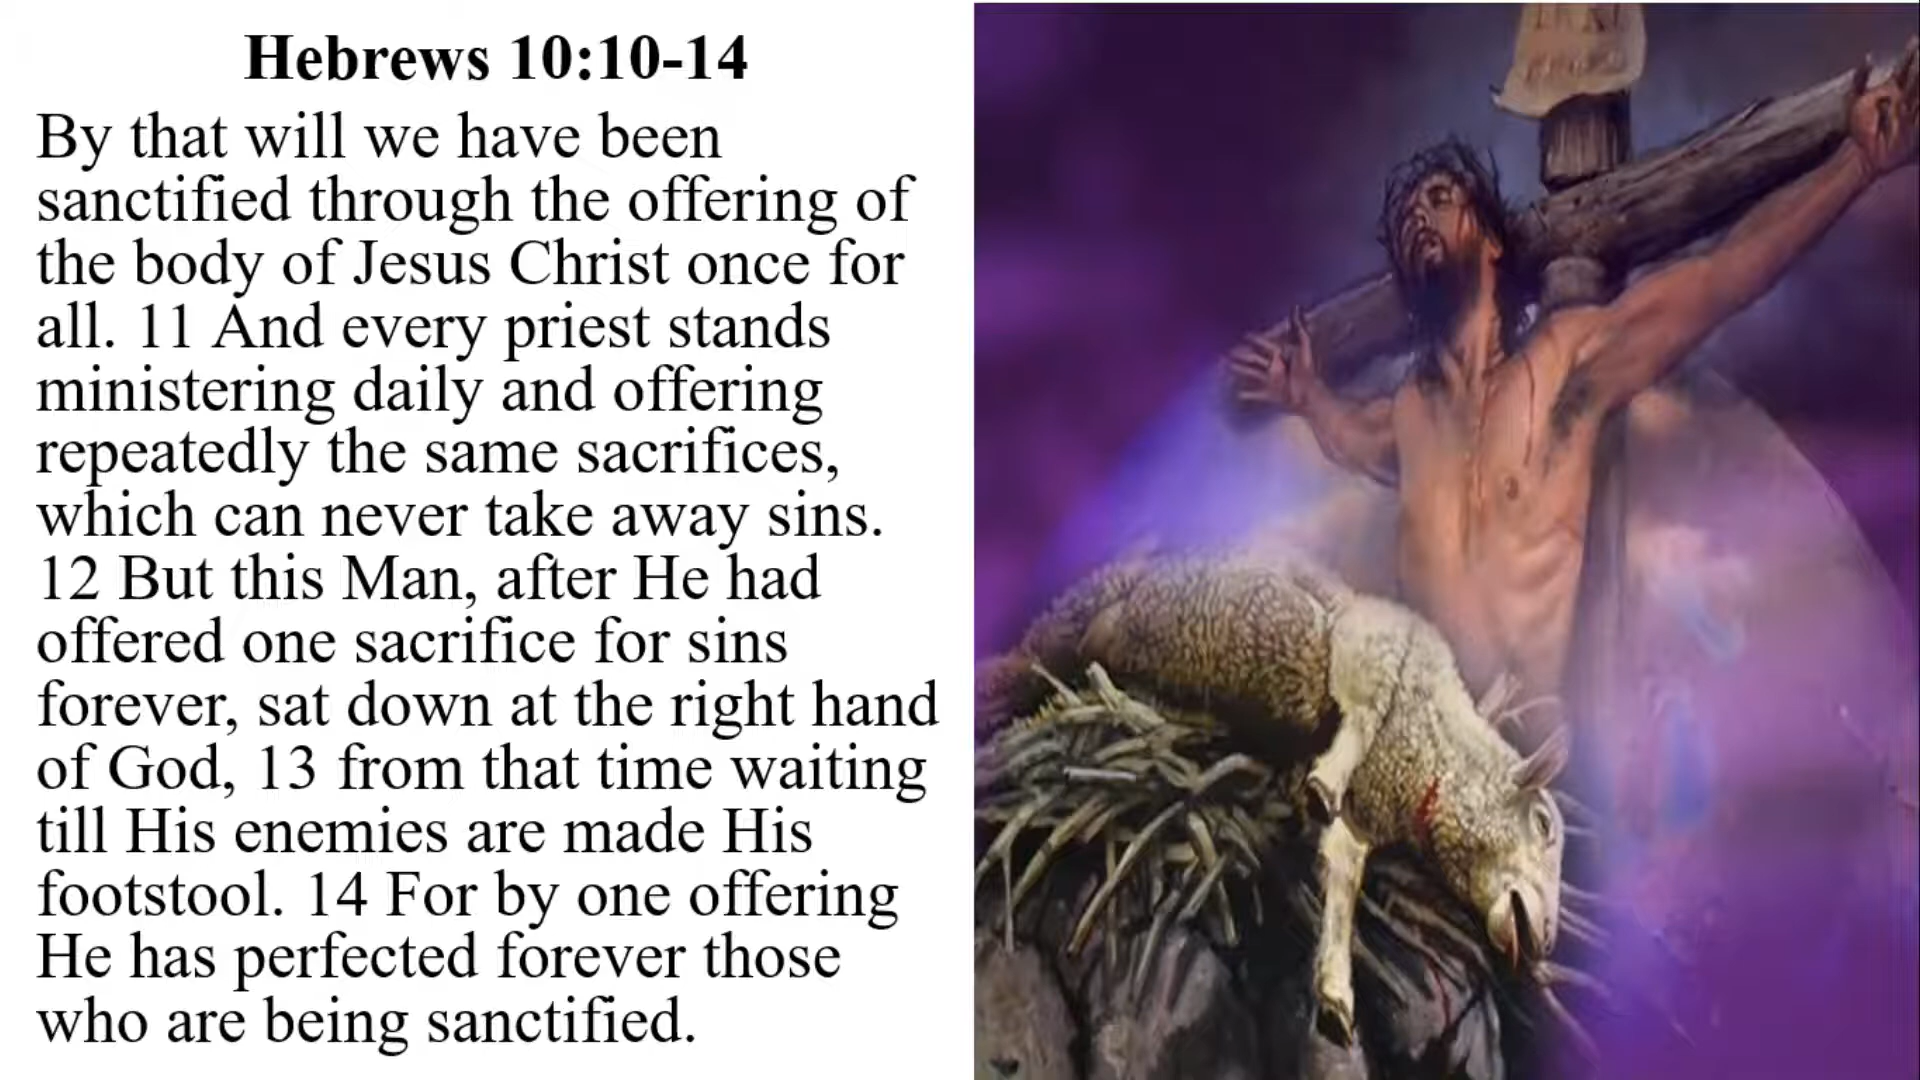 Hebrews 10:10-14
By that will we have been
sanctified through the offering of
the body of Jesus Christ once for
all. 11 And every priest stands
ministering daily and offering
repeatedly the same sacrifices,
which can never take away sins.
12 But this Man, after He had
offered one sacrifice for sins
forever, sat down at the right hand
of God, 13 from that time waiting
till His enemies are made His
footstool. 14 For by one offering
He has perfected forever those
who are being sanctified.